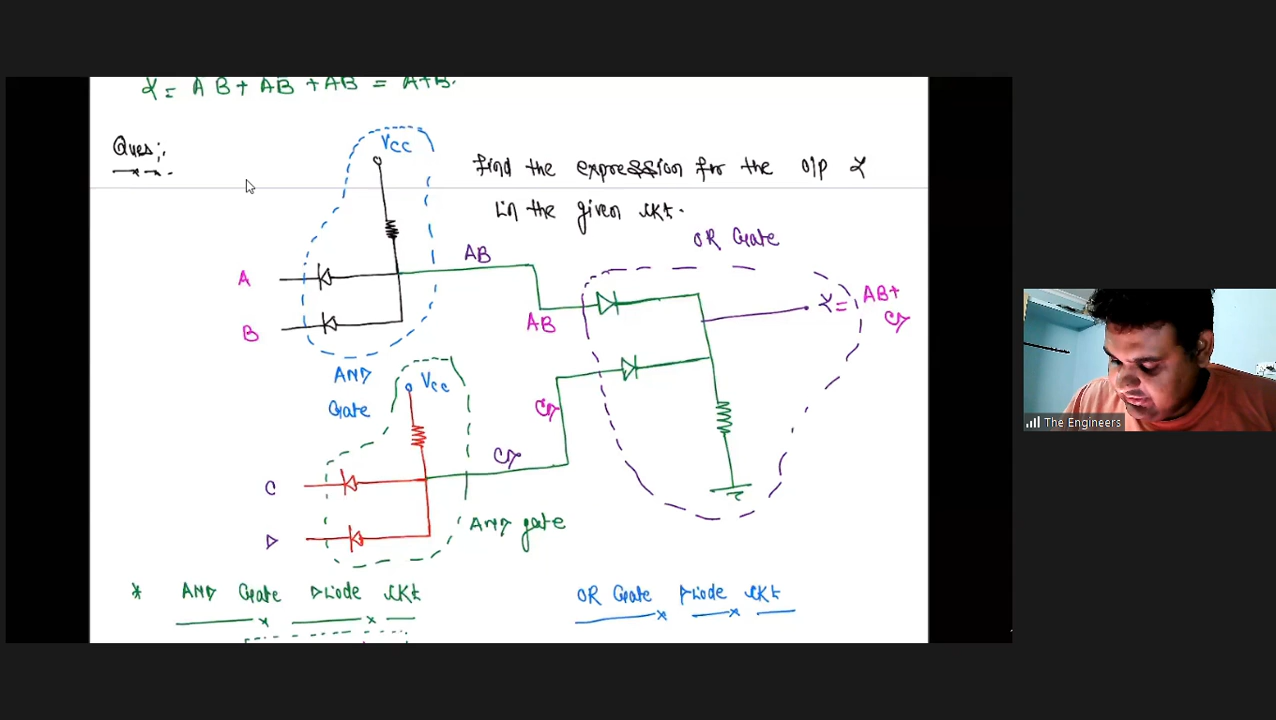 Y = AB + AB + AB = A+B.
Ques:
VCC
find the expression for the o/p Y
in the given ckt.
OR Gate
AB
A
Y = AB+
CD
AB
B
AND
Gate
VCC
CD
The Engineers
CD
C
AND gate
D
* AND Gate Diode ckt
OR Gate Diode ckt